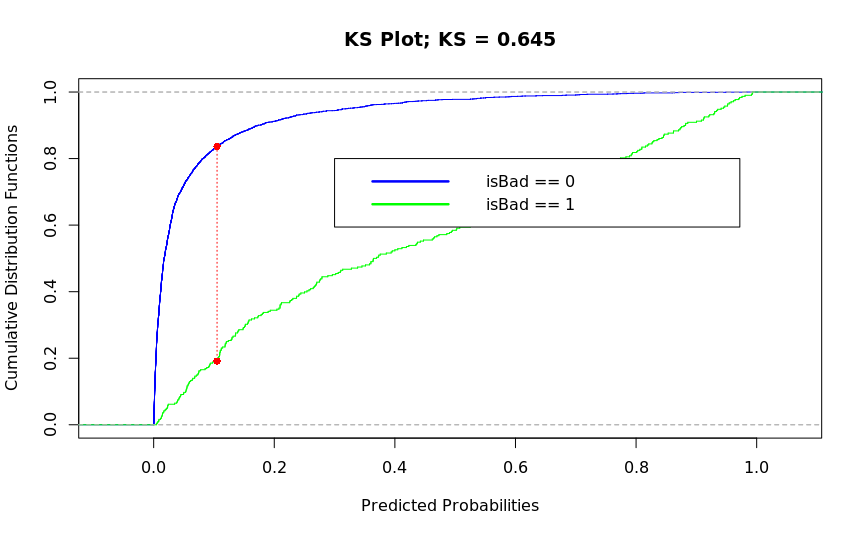 KS Plot; KS = 0.645
Cumulative Distribution Functions
1.0
0.8
0.6
0.4
0.2
0.0
isBad == 0
isBad == 1
0.0 0.2 0.4 0.6 0.8 1.0
Predicted Probabilities